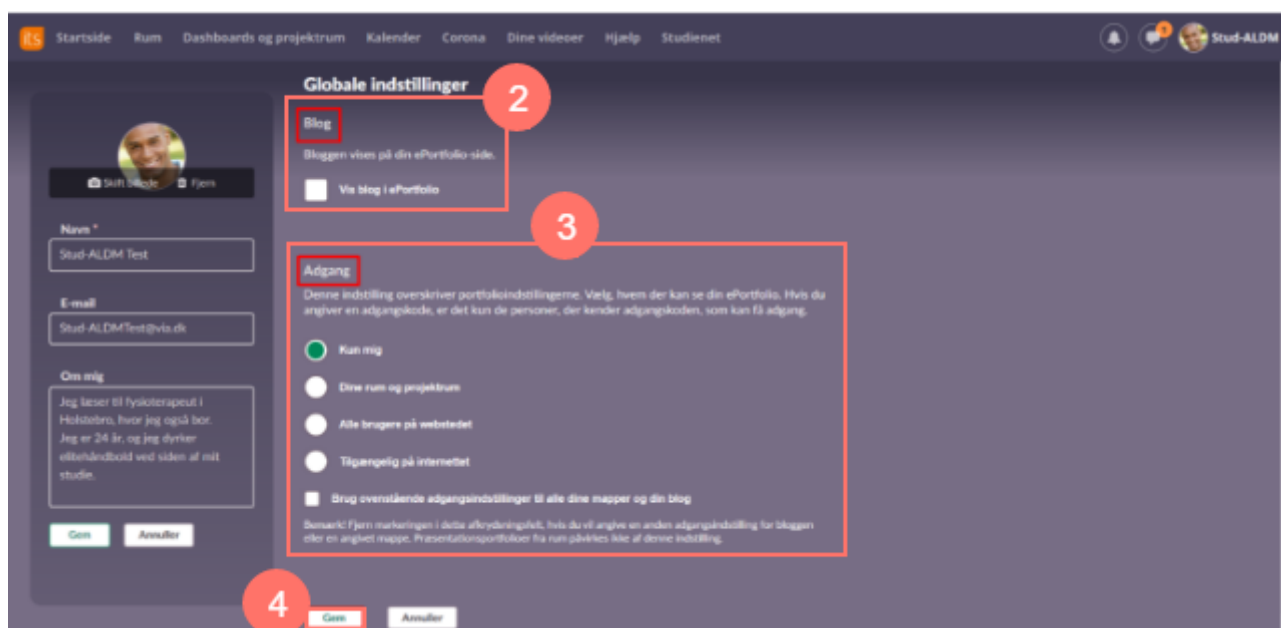 its Startside Rum Dashboards og projektrum Kalender Corona Dine videoer Hjælp Studienet Stud-ALDM
Globale indstillinger
2
Blog
Bloggen vises på din ePortfolio-side.
Vis blog i ePortfolio
Skift billede Fjern
Navn *
Stud-ALDM Test
E-mail
Stud-ALDMTest@via.dk
Om mig
Jeg læser til fysioterapeut i
Holstebro, hvor jeg også bor.
Jeg er 24 år, og jeg dyrker
elitehåndbold ved siden af mit
studie.
Gem Annuller
3
Adgang
Denne indstilling overskriver portfolioindstillingerne. Vælg, hvem der kan se din ePortfolio. Hvis du
angiver en adgangskode, er det kun de personer, der kender adgangskoden, som kan få adgang.
Kun mig
Dine rum og projektrum
Alle brugere på webstedet
Tilgængelig på internettet
Brug ovenstående adgangsindstillinger til alle dine mapper og din blog
Bemærk! Fjern markeringen i dette afkrydsningsfelt, hvis du vil angive en anden adgangsindstilling for bloggen
eller en angivet mappe. Præsentationsportfolioer fra rum påvirkes ikke af denne indstilling.
4
Gem Annuller